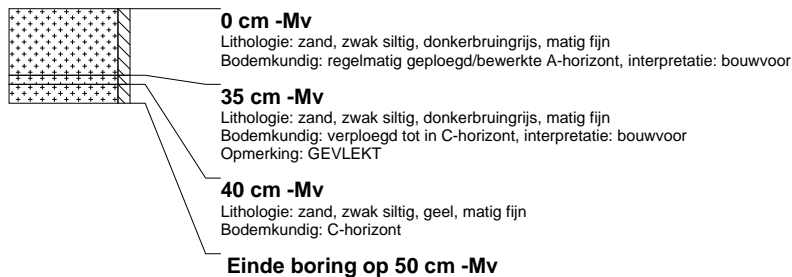 0 cm -Mv
Lithologie: zand, zwak siltig, donkerbruingrijs, matig fijn
Bodemkundig: regelmatig geploegd/bewerkte A-horizont, interpretatie: bouwvoor
35 cm -Mv
Lithologie: zand, zwak siltig, donkerbruingrijs, matig fijn
Bodemkundig: verploegd tot in C-horizont, interpretatie: bouwvoor
Opmerking: GEVLEKT
40 cm -Mv
Lithologie: zand, zwak siltig, geel, matig fijn
Bodemkundig: C-horizont
Einde boring op 50 cm -Mv